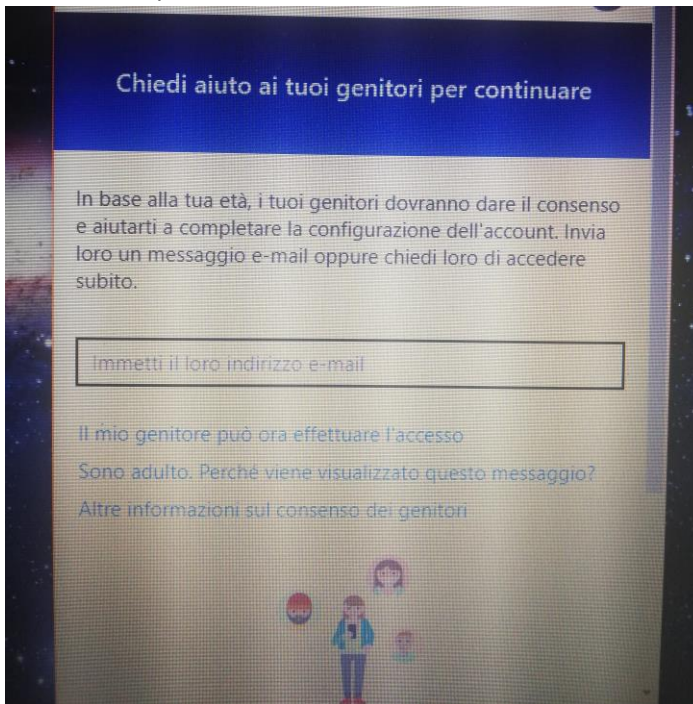 Chiedi aiuto ai tuoi genitori per continuare
In base alla tua età, i tuoi genitori dovranno dare il consenso
e aiutarti a completare la configurazione dell'account. Invia
loro un messaggio e-mail oppure chiedi loro di accedere
subito.
Immetti il loro indirizzo e-mail
Il mio genitore può ora effettuare l'accesso
Sono adulto. Perché viene visualizzato questo messaggio?
Altre informazioni sul consenso dei genitori